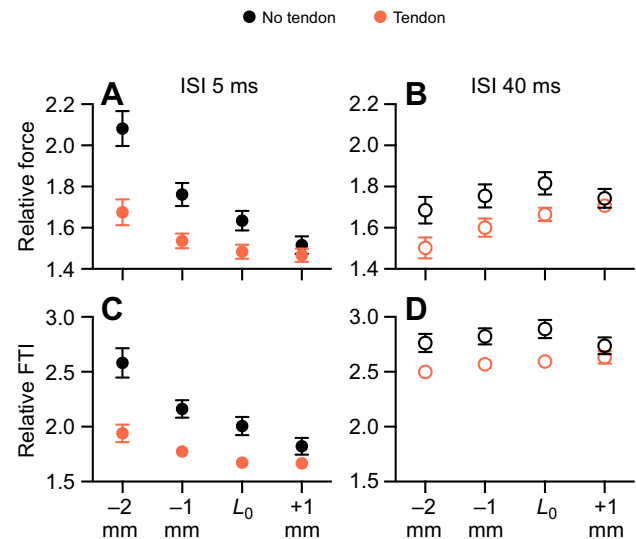 No tendon Tendon
A ISI 5 ms B ISI 40 ms
Relative force
2.2
2.0
1.8
1.6
1.4
2.2
2.0
1.8
1.6
1.4
C D
Relative FTI
3.0
2.5
2.0
1.5
3.0
2.5
2.0
1.5
–2 –1 L0 +1 –2 –1 L0 +1
mm mm mm mm mm mm